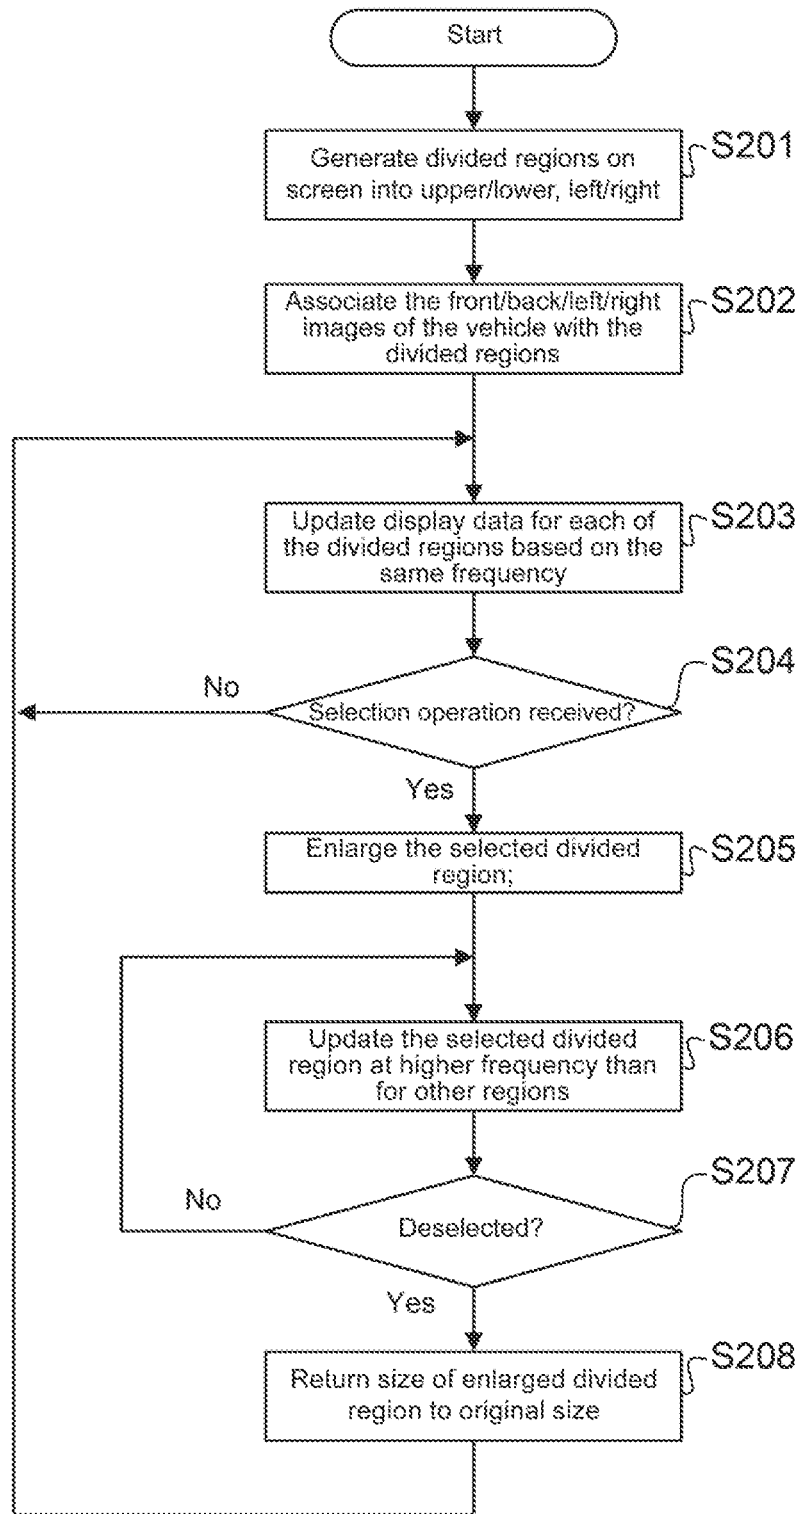 Start
Generate divided regions on
screen into upper/lower, left/right
S201
Associate the front/back/left/right
images of the vehicle with the
divided regions
S202
Update display data for each of
the divided regions based on the
same frequency
S203
Selection operation received?
S204
No
Yes
Enlarge the selected divided
region;
S205
Update the selected divided
region at higher frequency than
for other regions
S206
Deselected?
S207
No
Yes
Return size of enlarged divided
region to original size
S208